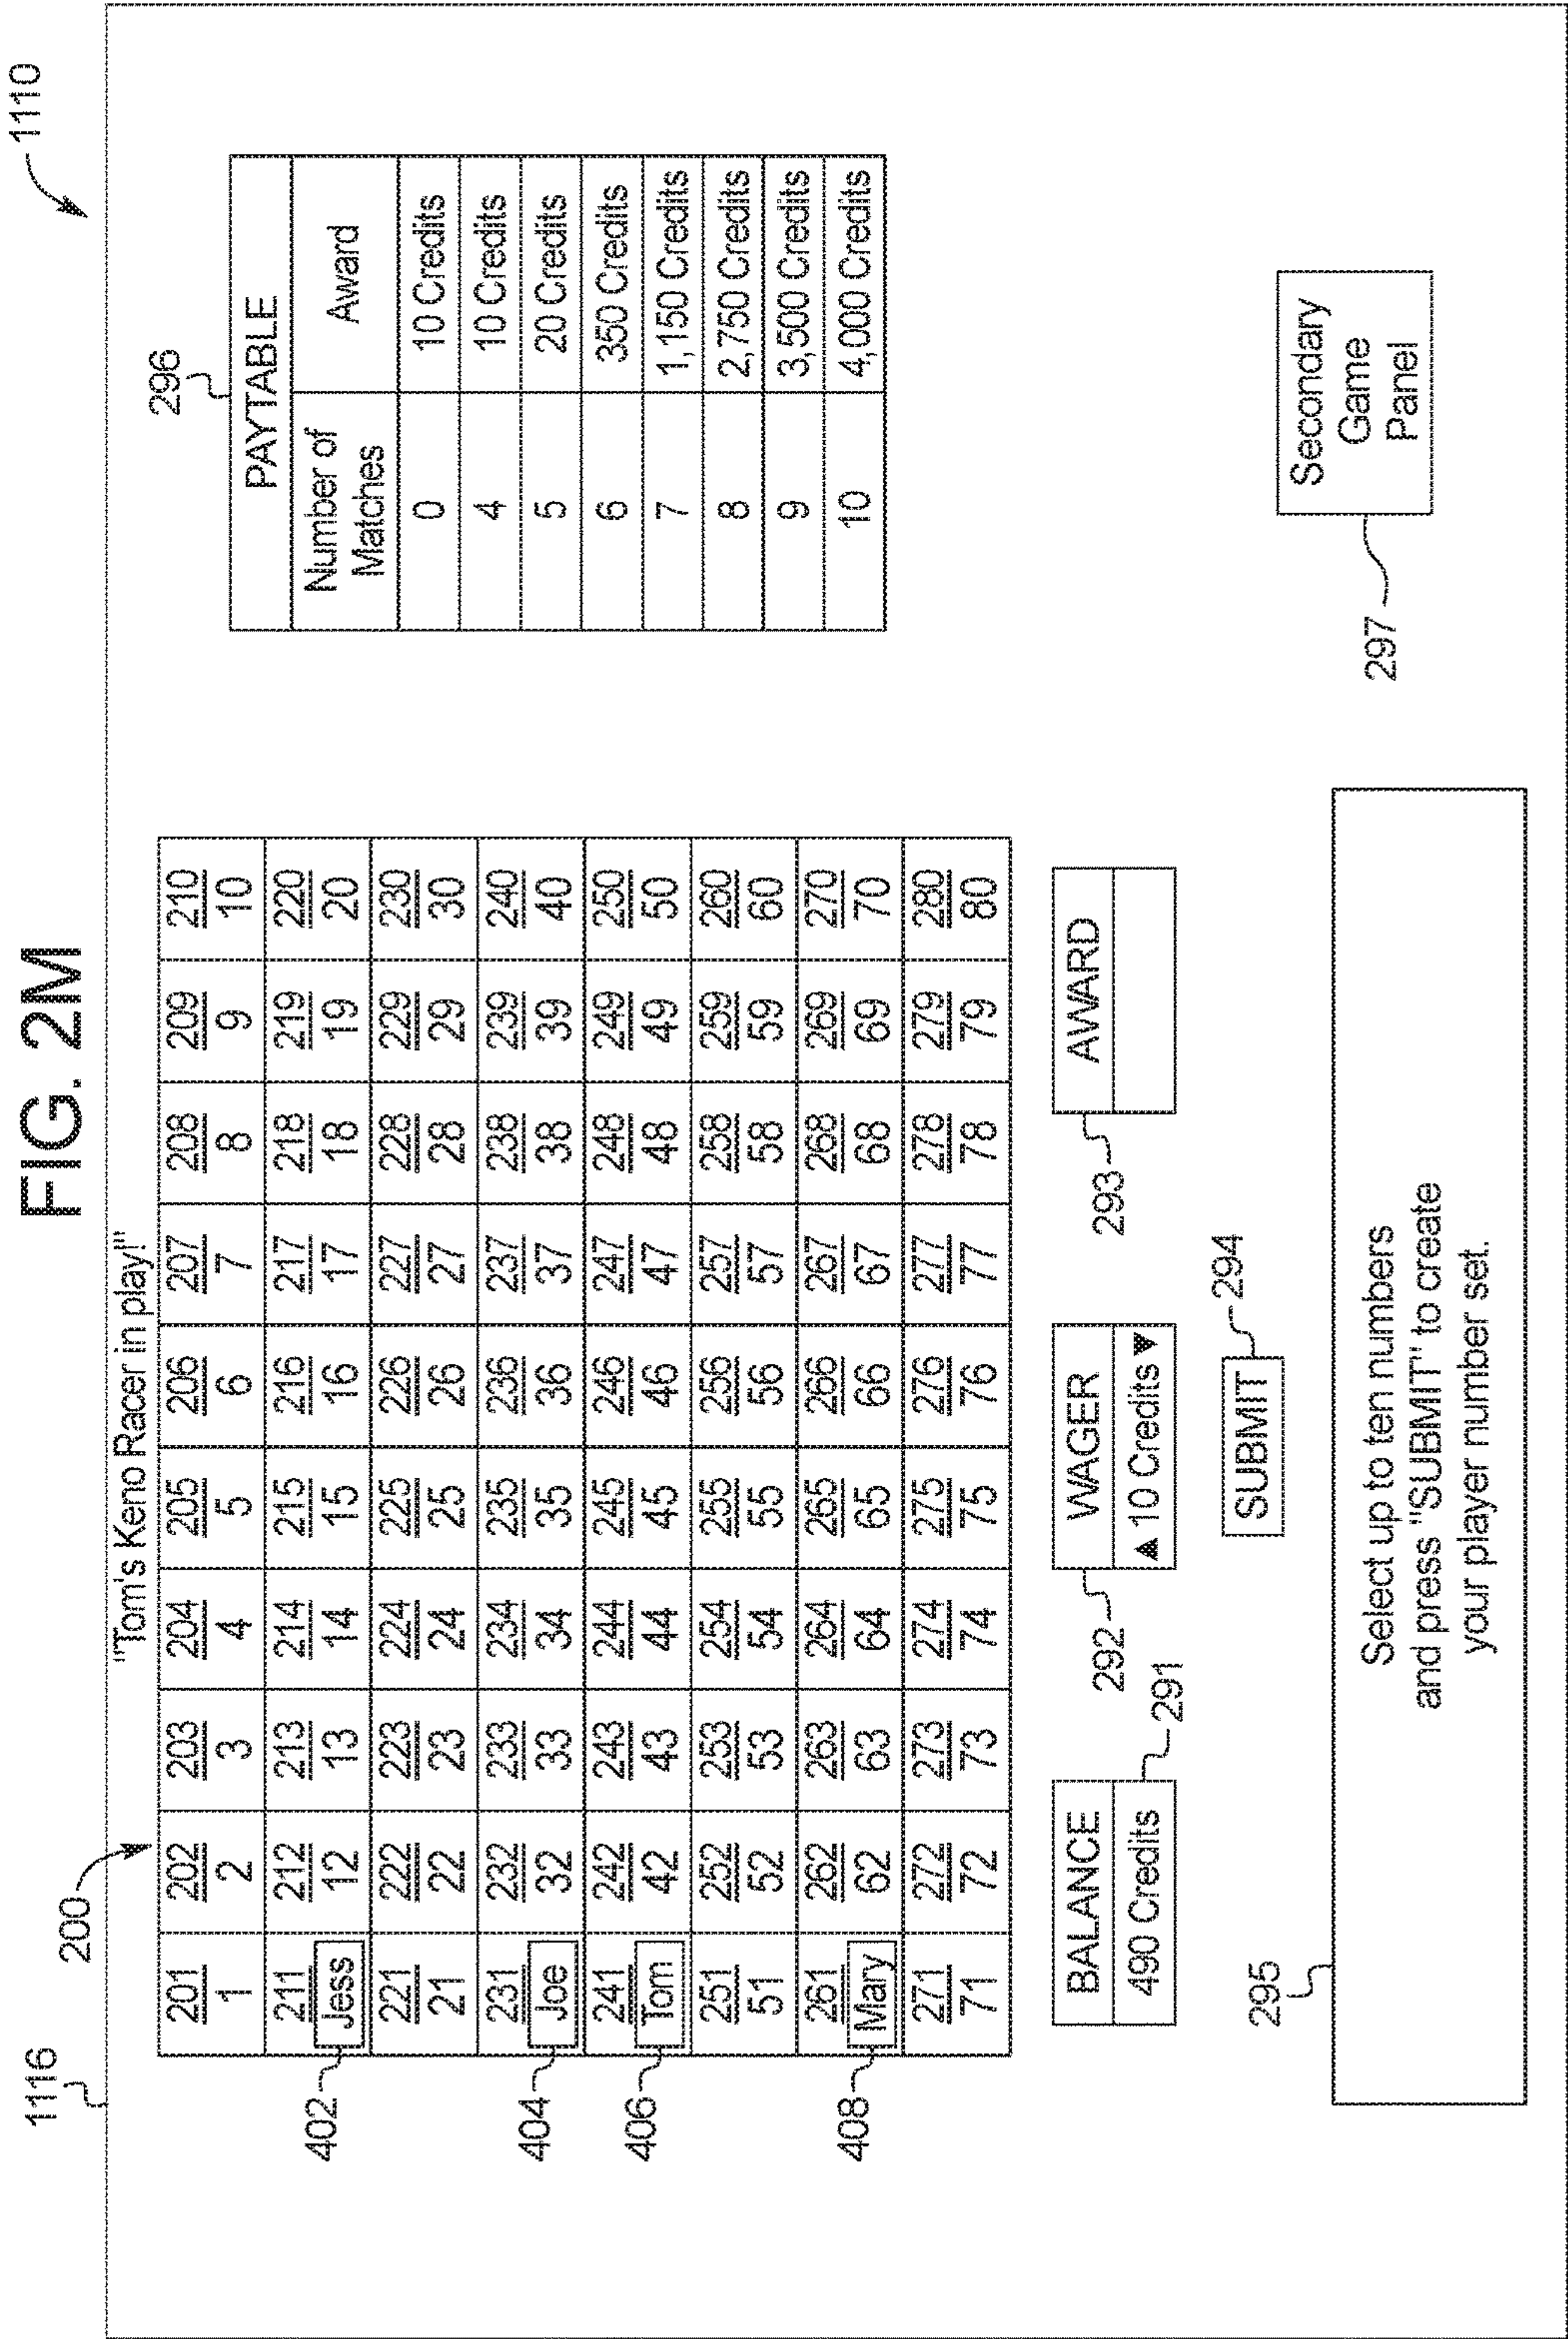 FIG. 2M
1110
1116
200
"Tom's Keno Racer in play!"
201 202 203 204 205 206 207 208 209 210
1 2 3 4 5 6 7 8 9 10
211 212 213 214 215 216 217 218 219 220
Jess 12 13 14 15 16 17 18 19 20
221 222 223 224 225 226 227 228 229 230
21 22 23 24 25 26 27 28 29 30
231 232 233 234 235 236 237 238 239 240
Joe 32 33 34 35 36 37 38 39 40
241 242 243 244 245 246 247 248 249 250
Tom 42 43 44 45 46 47 48 49 50
251 252 253 254 255 256 257 258 259 260
51 52 53 54 55 56 57 58 59 60
261 262 263 264 265 266 267 268 269 270
Mary 62 63 64 65 66 67 68 69 70
271 272 273 274 275 276 277 278 279 280
71 72 73 74 75 76 77 78 79 80
402
404
406
408
296
PAYTABLE
Number of
Matches
Award
0 10 Credits
4 10 Credits
5 20 Credits
6 350 Credits
7 1,150 Credits
8 2,750 Credits
9 3,500 Credits
10 4,000 Credits
BALANCE
490 Credits
291
292
WAGER
▲ 10 Credits ▼
293
AWARD
SUBMIT
294
295
Select up to ten numbers
and press "SUBMIT" to create
your player number set.
297
Secondary
Game
Panel